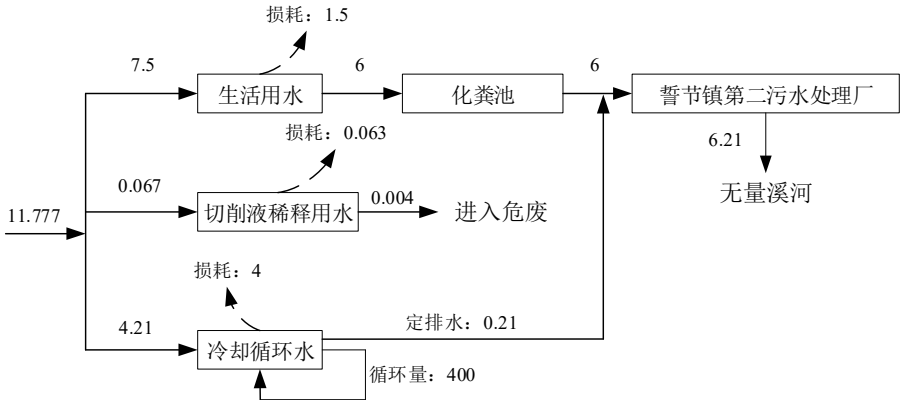 损耗：1.5
7.5
6
6
生活用水
化粪池
誓节镇第二污水处理厂
损耗：0.063
6.21
0.067
0.004
无量溪河
11.777
切削液稀释用水
进入危废
损耗：4
4.21
定排水：0.21
冷却循环水
循环量：400